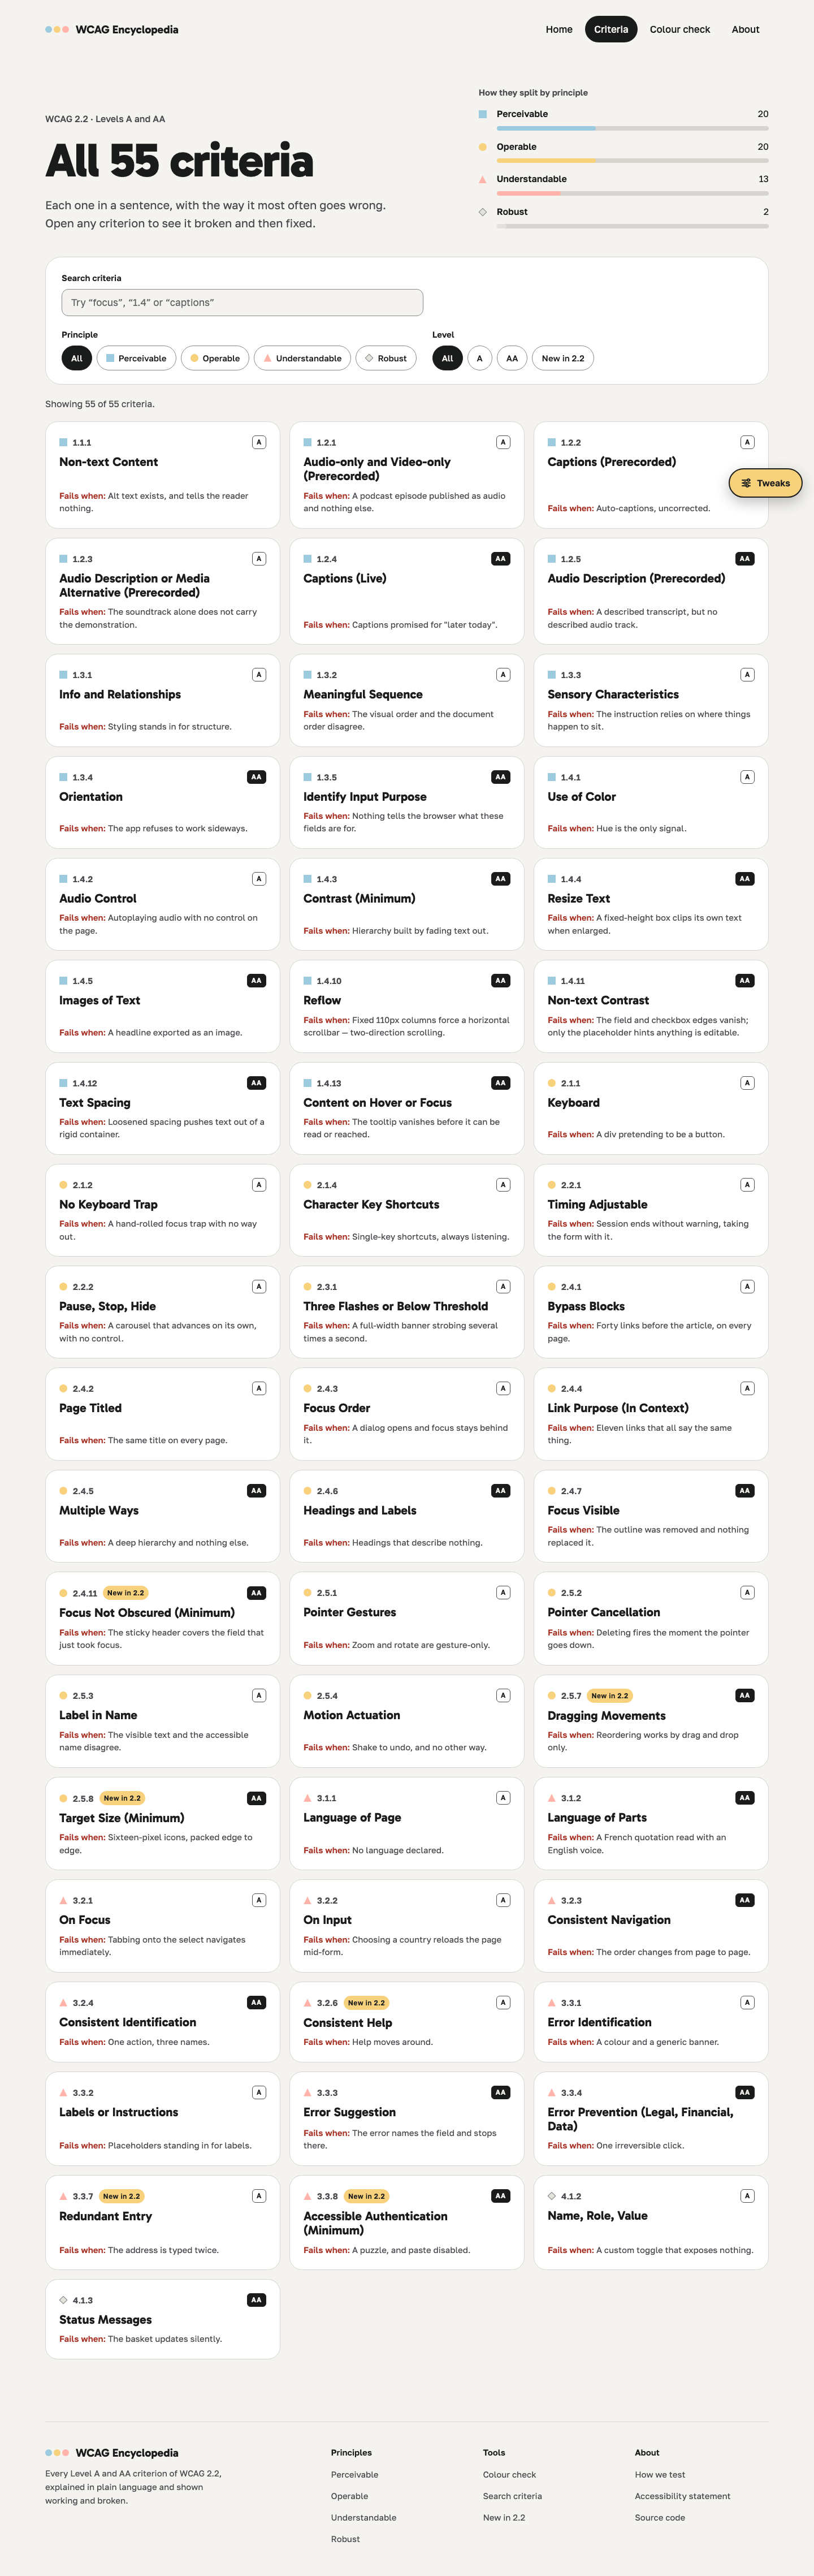 WCAG Encyclopedia
Home
Criteria
Colour check
About
WCAG 2.2 · Levels A and AA
All 55 criteria
Each one in a sentence, with the way it most often goes wrong.
Open any criterion to see it broken and then fixed.
How they split by principle
Perceivable 20
Operable 20
Understandable 13
Robust 2
Search criteria
Try “focus”, “1.4” or “captions”
Principle
All
Perceivable
Operable
Understandable
Robust
Level
All
A
AA
New in 2.2
Showing 55 of 55 criteria.
1.1.1 A
Non-text Content
Fails when: Alt text exists, and tells the reader
nothing.
1.2.1 A
Audio-only and Video-only
(Prerecorded)
Fails when: A podcast episode published as audio
and nothing else.
1.2.2 A
Captions (Prerecorded)
Fails when: Auto-captions, uncorrected.
Tweaks
1.2.3 A
Audio Description or Media
Alternative (Prerecorded)
Fails when: The soundtrack alone does not carry
the demonstration.
1.2.4 AA
Captions (Live)
Fails when: Captions promised for "later today".
1.2.5 AA
Audio Description (Prerecorded)
Fails when: A described transcript, but no
described audio track.
1.3.1 A
Info and Relationships
Fails when: Styling stands in for structure.
1.3.2 A
Meaningful Sequence
Fails when: The visual order and the document
order disagree.
1.3.3 A
Sensory Characteristics
Fails when: The instruction relies on where things
happen to sit.
1.3.4 AA
Orientation
Fails when: The app refuses to work sideways.
1.3.5 AA
Identify Input Purpose
Fails when: Nothing tells the browser what these
fields are for.
1.4.1 A
Use of Color
Fails when: Hue is the only signal.
1.4.2 A
Audio Control
Fails when: Autoplaying audio with no control on
the page.
1.4.3 AA
Contrast (Minimum)
Fails when: Hierarchy built by fading text out.
1.4.4 AA
Resize Text
Fails when: A fixed-height box clips its own text
when enlarged.
1.4.5 AA
Images of Text
Fails when: A headline exported as an image.
1.4.10 AA
Reflow
Fails when: Fixed 110px columns force a horizontal
scrollbar — two-direction scrolling.
1.4.11 AA
Non-text Contrast
Fails when: The field and checkbox edges vanish;
only the placeholder hints anything is editable.
1.4.12 AA
Text Spacing
Fails when: Loosened spacing pushes text out of a
rigid container.
1.4.13 AA
Content on Hover or Focus
Fails when: The tooltip vanishes before it can be
read or reached.
2.1.1 A
Keyboard
Fails when: A div pretending to be a button.
2.1.2 A
No Keyboard Trap
Fails when: A hand-rolled focus trap with no way
out.
2.1.4 A
Character Key Shortcuts
Fails when: Single-key shortcuts, always listening.
2.2.1 A
Timing Adjustable
Fails when: Session ends without warning, taking
the form with it.
2.2.2 A
Pause, Stop, Hide
Fails when: A carousel that advances on its own,
with no control.
2.3.1 A
Three Flashes or Below Threshold
Fails when: A full-width banner strobing several
times a second.
2.4.1 A
Bypass Blocks
Fails when: Forty links before the article, on every
page.
2.4.2 A
Page Titled
Fails when: The same title on every page.
2.4.3 A
Focus Order
Fails when: A dialog opens and focus stays behind
it.
2.4.4 A
Link Purpose (In Context)
Fails when: Eleven links that all say the same
thing.
2.4.5 AA
Multiple Ways
Fails when: A deep hierarchy and nothing else.
2.4.6 AA
Headings and Labels
Fails when: Headings that describe nothing.
2.4.7 AA
Focus Visible
Fails when: The outline was removed and nothing
replaced it.
2.4.11 New in 2.2 AA
Focus Not Obscured (Minimum)
Fails when: The sticky header covers the field that
just took focus.
2.5.1 A
Pointer Gestures
Fails when: Zoom and rotate are gesture-only.
2.5.2 A
Pointer Cancellation
Fails when: Deleting fires the moment the pointer
goes down.
2.5.3 A
Label in Name
Fails when: The visible text and the accessible
name disagree.
2.5.4 A
Motion Actuation
Fails when: Shake to undo, and no other way.
2.5.7 New in 2.2 AA
Dragging Movements
Fails when: Reordering works by drag and drop
only.
2.5.8 New in 2.2 AA
Target Size (Minimum)
Fails when: Sixteen-pixel icons, packed edge to
edge.
3.1.1 A
Language of Page
Fails when: No language declared.
3.1.2 AA
Language of Parts
Fails when: A French quotation read with an
English voice.
3.2.1 A
On Focus
Fails when: Tabbing onto the select navigates
immediately.
3.2.2 A
On Input
Fails when: Choosing a country reloads the page
mid-form.
3.2.3 AA
Consistent Navigation
Fails when: The order changes from page to page.
3.2.4 AA
Consistent Identification
Fails when: One action, three names.
3.2.6 New in 2.2 A
Consistent Help
Fails when: Help moves around.
3.3.1 A
Error Identification
Fails when: A colour and a generic banner.
3.3.2 A
Labels or Instructions
Fails when: Placeholders standing in for labels.
3.3.3 AA
Error Suggestion
Fails when: The error names the field and stops
there.
3.3.4 AA
Error Prevention (Legal, Financial,
Data)
Fails when: One irreversible click.
3.3.7 New in 2.2 A
Redundant Entry
Fails when: The address is typed twice.
3.3.8 New in 2.2 AA
Accessible Authentication
(Minimum)
Fails when: A puzzle, and paste disabled.
4.1.2 A
Name, Role, Value
Fails when: A custom toggle that exposes nothing.
4.1.3 AA
Status Messages
Fails when: The basket updates silently.
WCAG Encyclopedia
Every Level A and AA criterion of WCAG 2.2,
explained in plain language and shown
working and broken.
Principles
Perceivable
Operable
Understandable
Robust
Tools
Colour check
Search criteria
New in 2.2
About
How we test
Accessibility statement
Source code